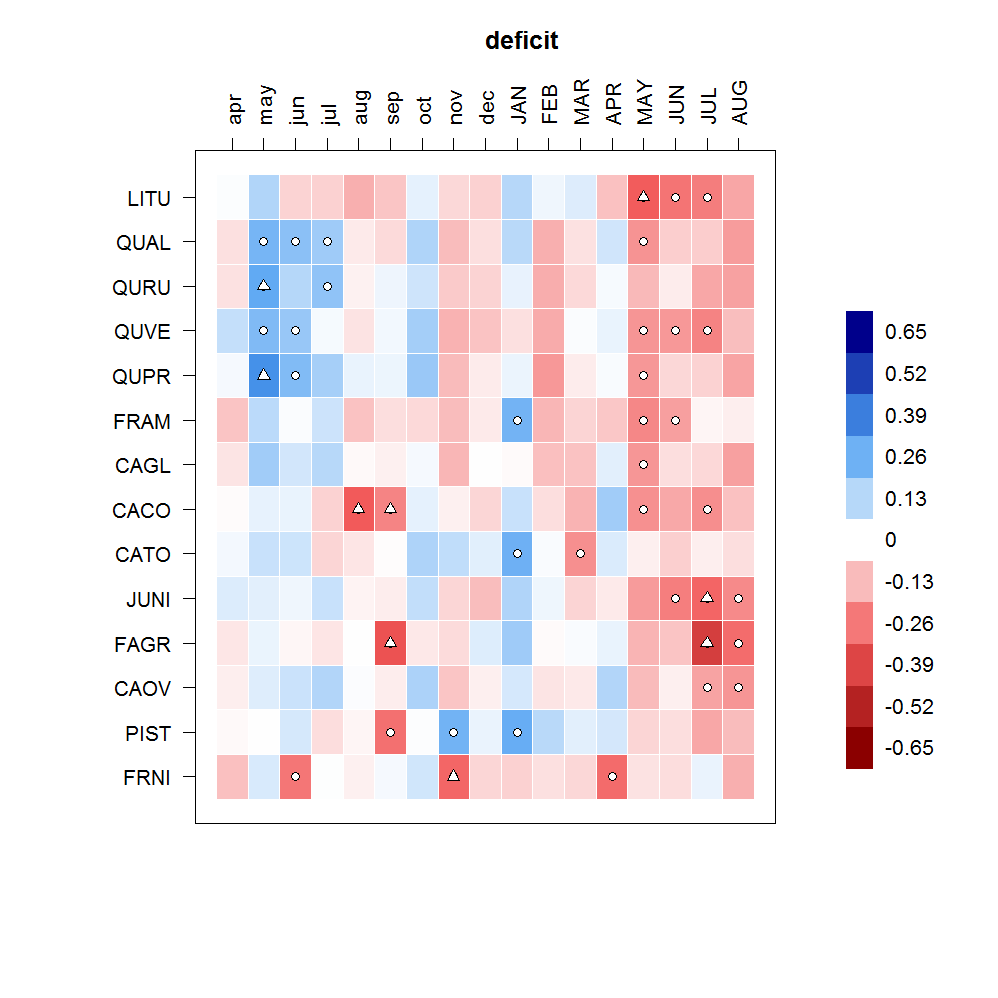 deficit
apr may jun jul aug sep oct nov dec JAN FEB MAR APR MAY JUN JUL AUG
LITU
QUAL
QURU
QUVE
QUPR
FRAM
CAGL
CACO
CATO
JUNI
FAGR
CAOV
PIST
FRNI
0.65
0.52
0.39
0.26
0.13
0
-0.13
-0.26
-0.39
-0.52
-0.65